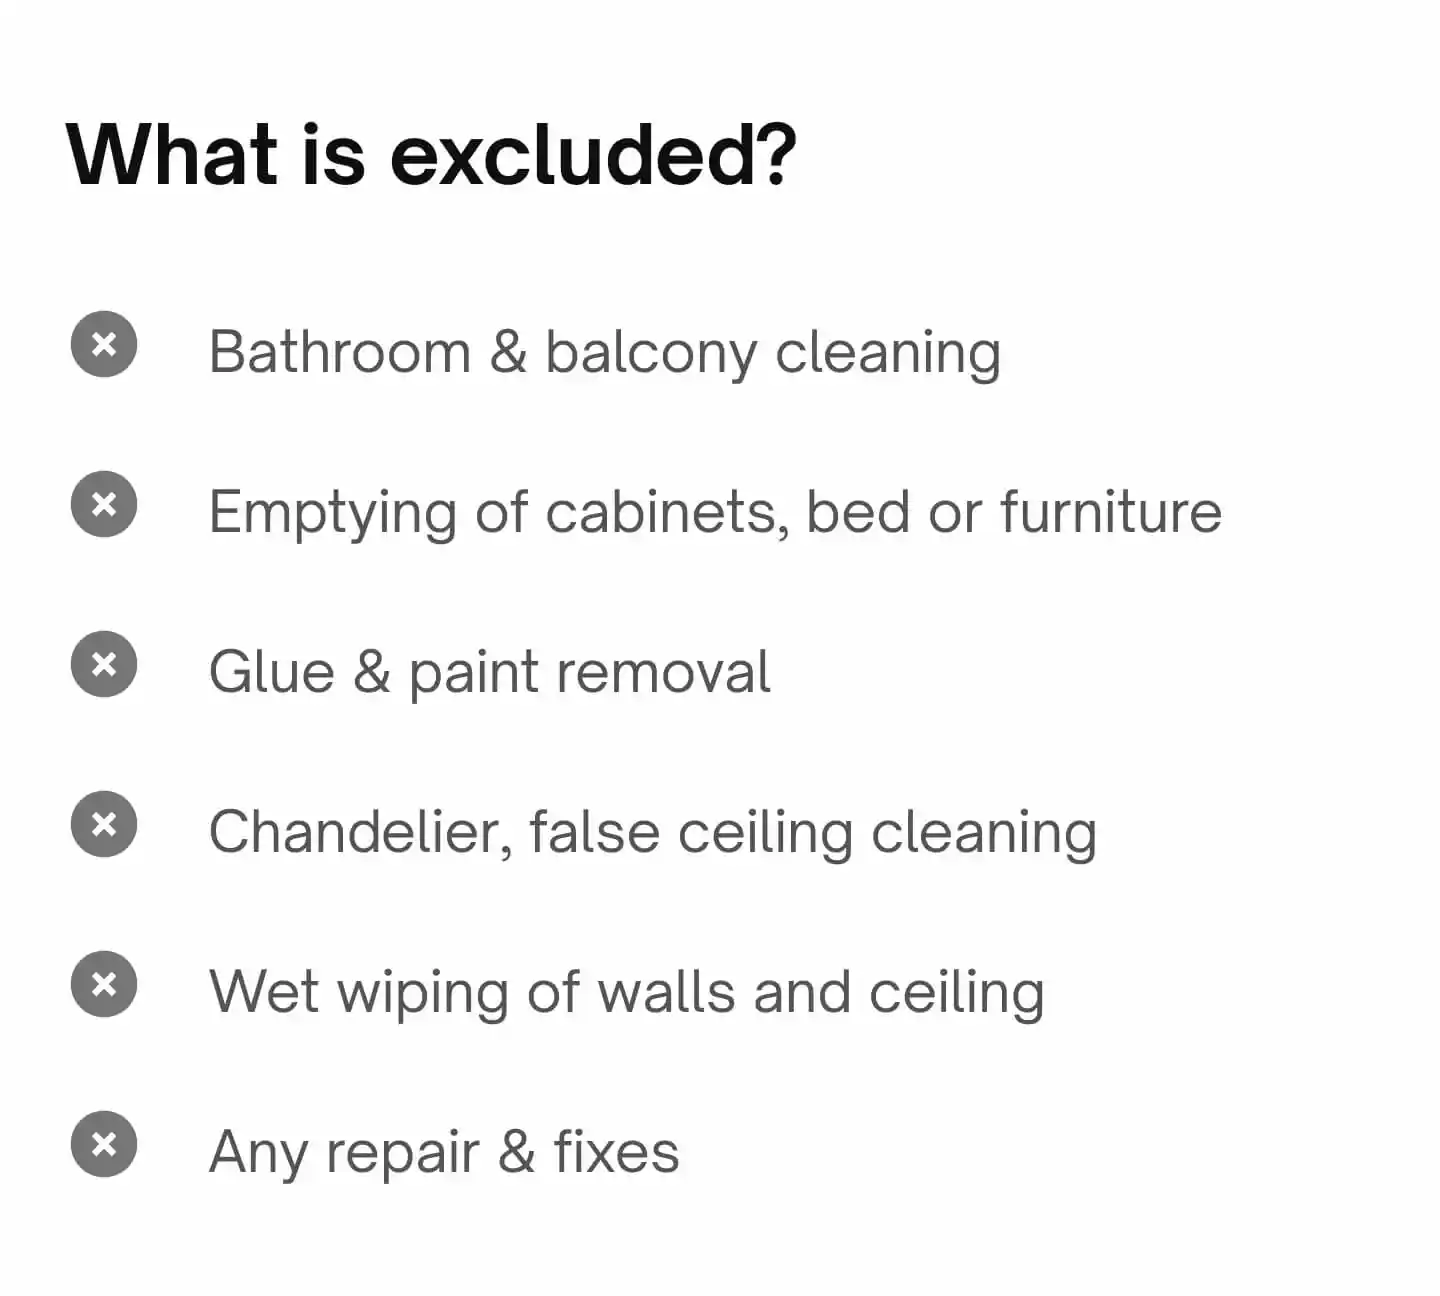 What is excluded?
Bathroom & balcony cleaning
Emptying of cabinets, bed or furniture
Glue & paint removal
Chandelier, false ceiling cleaning
Wet wiping of walls and ceiling
Any repair & fixes